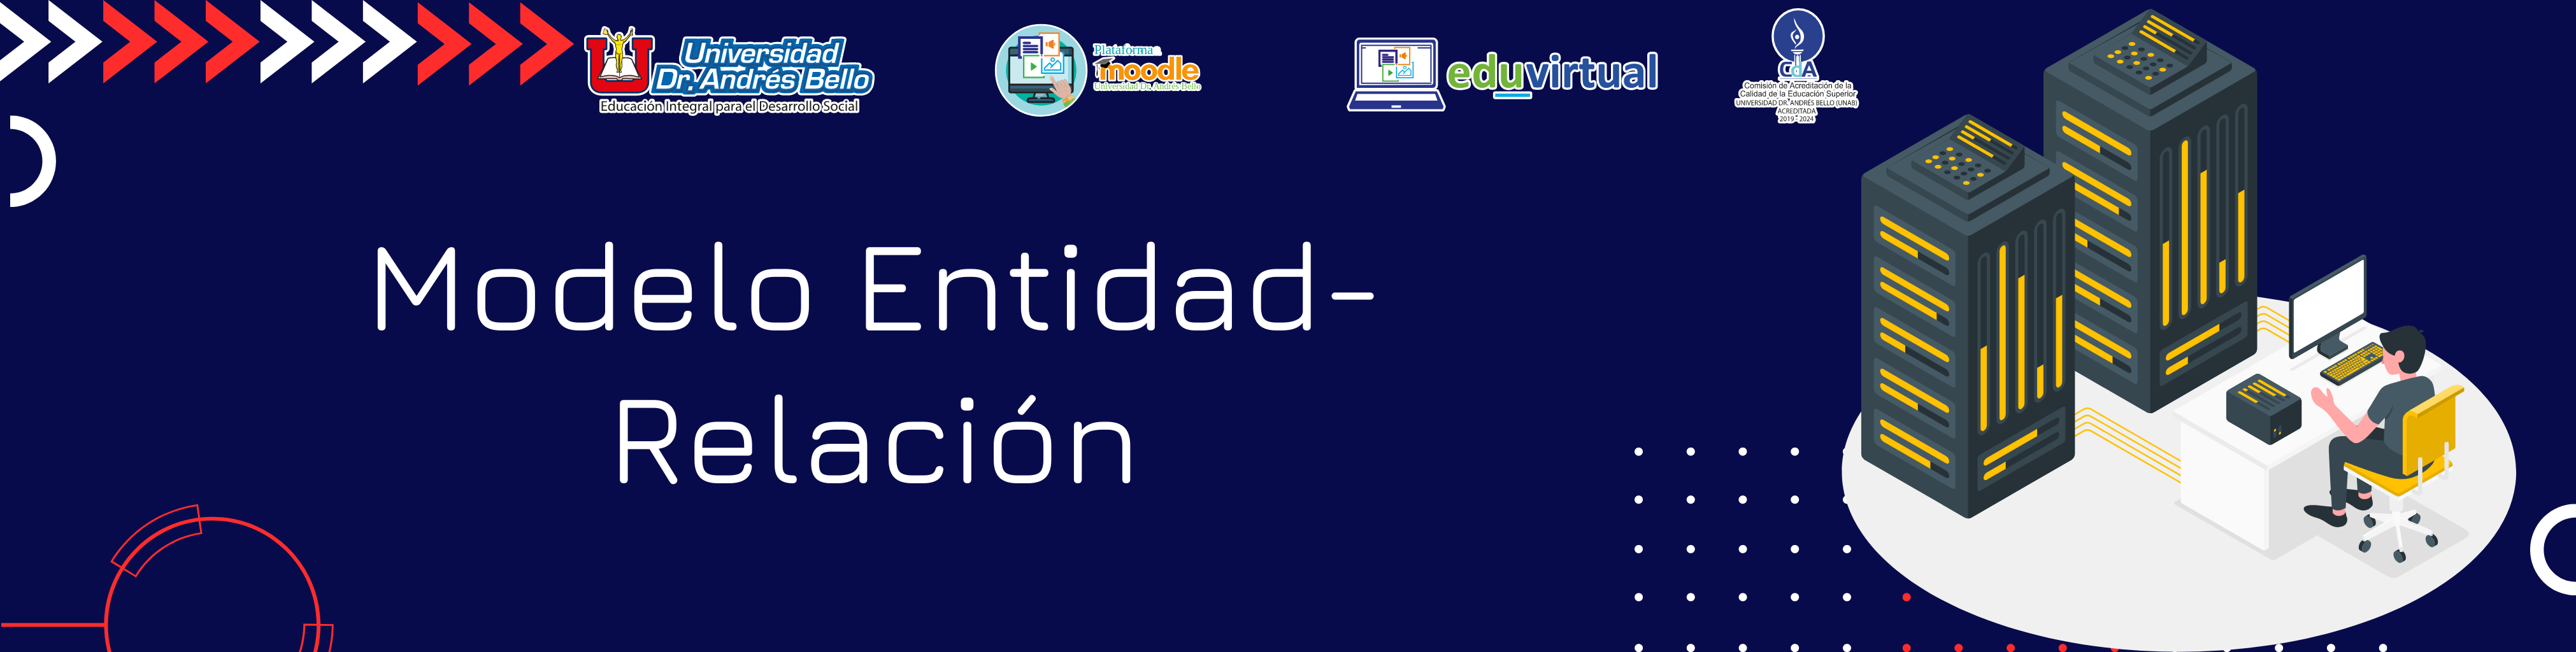 Universidad
Dr. Andrés Bello
Educación Integral para el Desarrollo Social
Plataforma
moodle
Universidad Dr. Andrés Bello
eduvirtual
CdA
Comisión de Acreditación de la
Calidad de la Educación Superior
UNIVERSIDAD DR. ANDRÉS BELLO (UNAB)
ACREDITADA
2019 - 2024
Modelo Entidad-
Relación